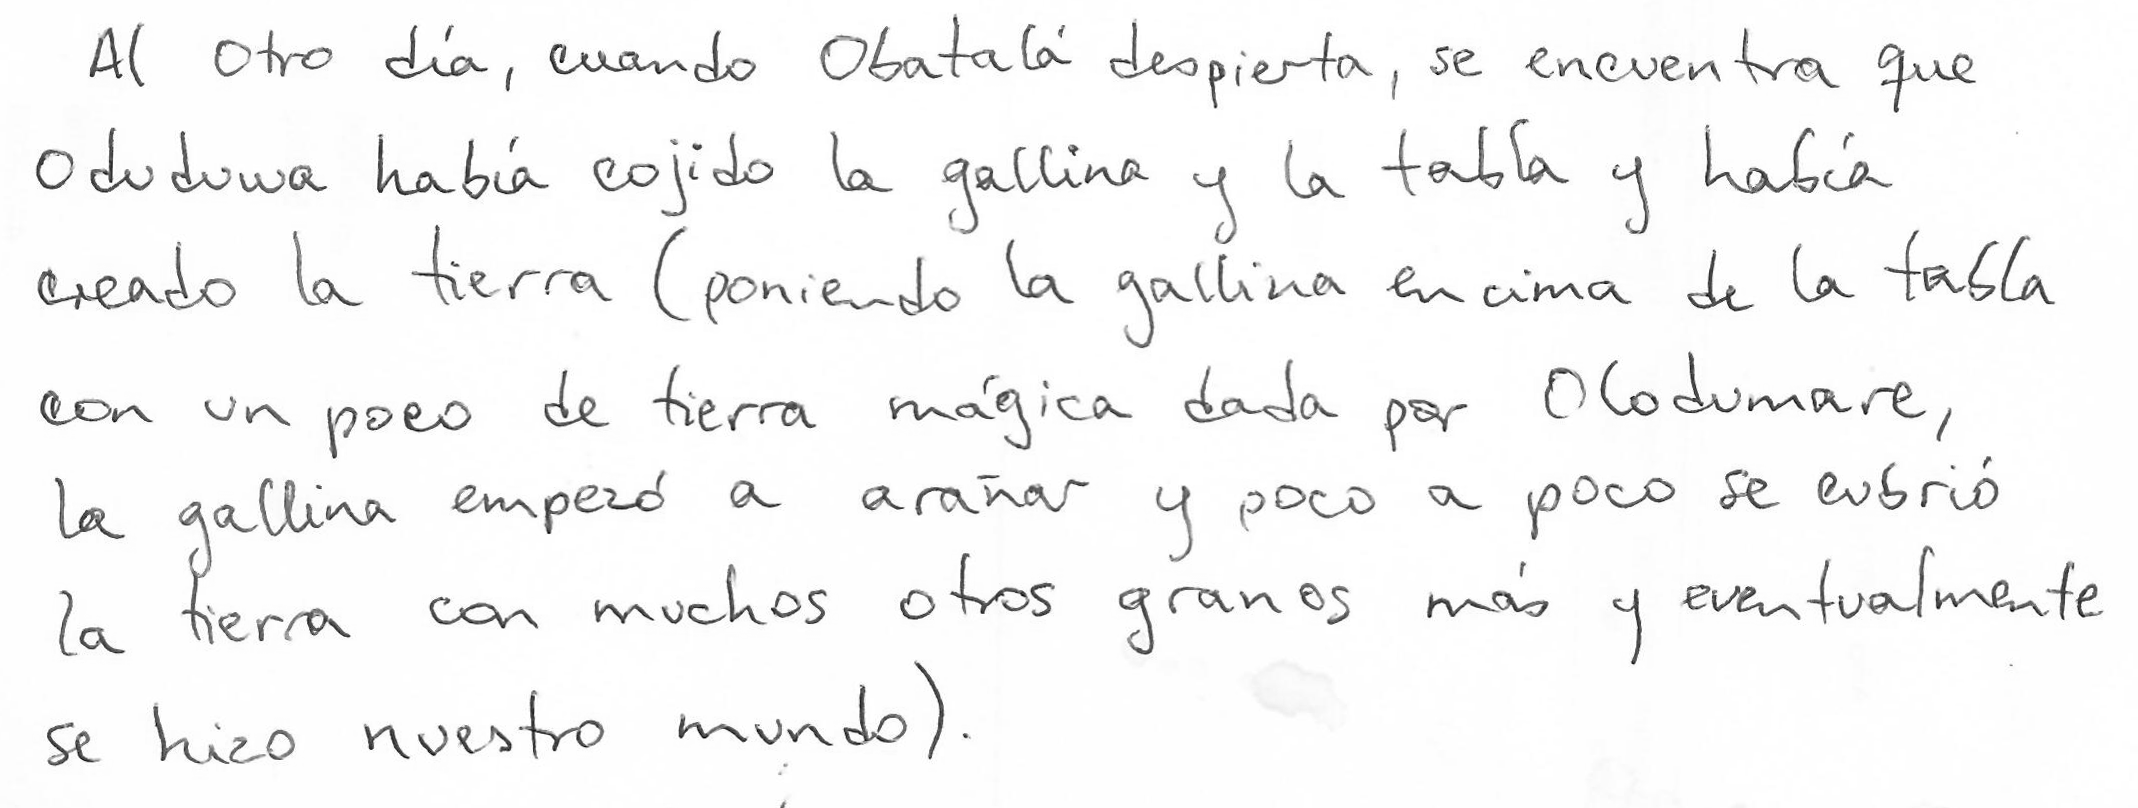 Al otro día, cuando Obatalá despierta, se encuentra que
Oduduwa había cojido la gallina y la tabla y había
creado la tierra (poniendo la gallina encima de la tabla
con un poco de tierra mágica dada por Olodumare,
la gallina empezó a arañar y poco a poco se cubrió
la tierra con muchos otros granos más y eventualmente
se hizo nuestro mundo).